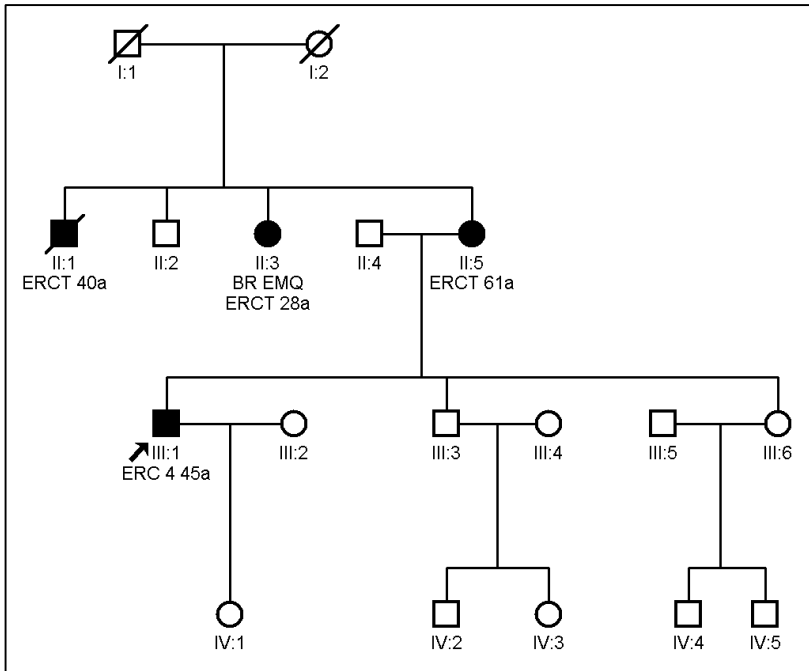 I:1
I:2
II:1
ERCT 40a
II:2
II:3
BR EMQ
ERCT 28a
II:4
II:5
ERCT 61a
III:1
ERC 4 45a
III:2
III:3
III:4
III:5
III:6
IV:1
IV:2
IV:3
IV:4
IV:5